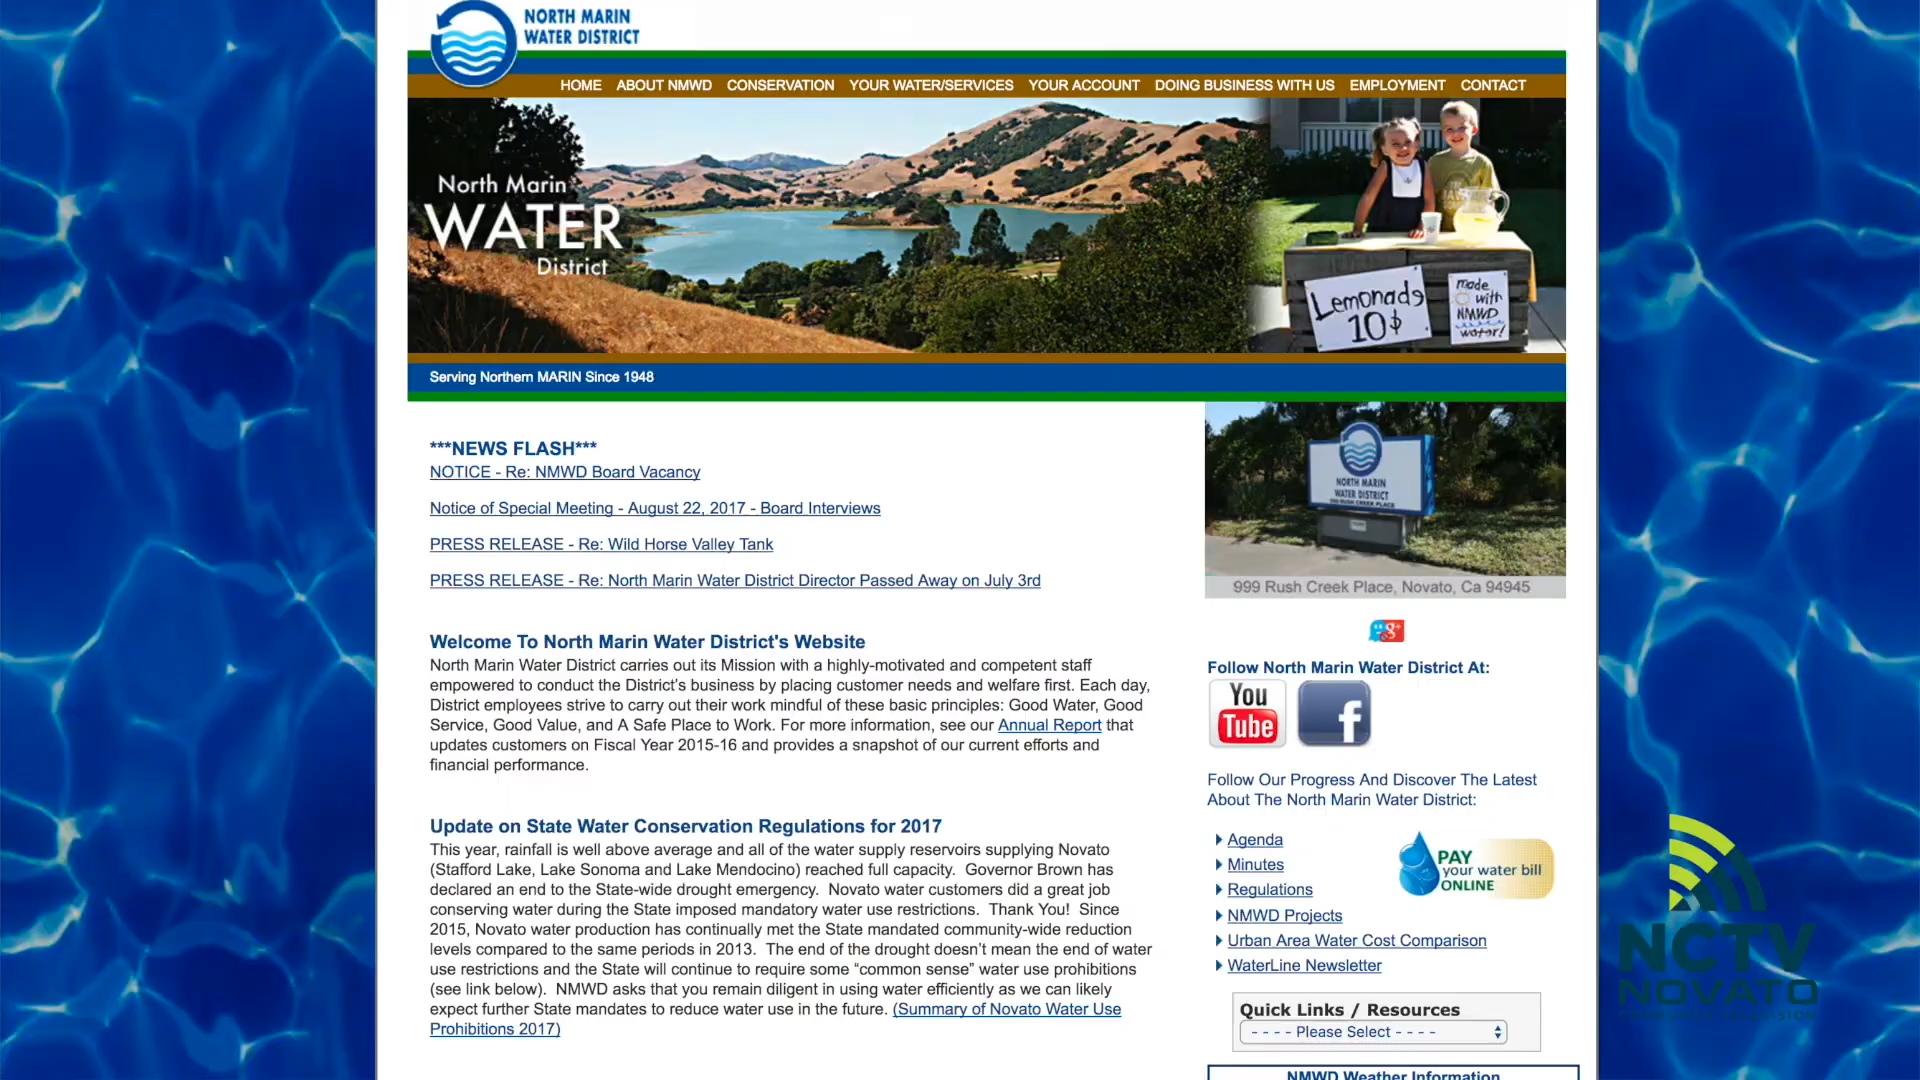 NORTH MARIN
WATER DISTRICT
HOME ABOUT NMWD CONSERVATION YOUR WATER/SERVICES YOUR ACCOUNT DOING BUSINESS WITH US EMPLOYMENT CONTACT
North Marin
WATER
District
Lemonade
10¢
made
with
NMWD
water!
Serving Northern MARIN Since 1948
***NEWS FLASH***
NOTICE - Re: NMWD Board Vacancy
Notice of Special Meeting - August 22, 2017 - Board Interviews
PRESS RELEASE - Re: Wild Horse Valley Tank
PRESS RELEASE - Re: North Marin Water District Director Passed Away on July 3rd
NORTH MARIN
WATER DISTRICT
999 RUSH CREEK PLACE
999 Rush Creek Place, Novato, Ca 94945
Welcome To North Marin Water District's Website
North Marin Water District carries out its Mission with a highly-motivated and competent staff
empowered to conduct the District's business by placing customer needs and welfare first. Each day,
District employees strive to carry out their work mindful of these basic principles: Good Water, Good
Service, Good Value, and A Safe Place to Work. For more information, see our Annual Report that
updates customers on Fiscal Year 2015-16 and provides a snapshot of our current efforts and
financial performance.
Update on State Water Conservation Regulations for 2017
This year, rainfall is well above average and all of the water supply reservoirs supplying Novato
(Stafford Lake, Lake Sonoma and Lake Mendocino) reached full capacity. Governor Brown has
declared an end to the State-wide drought emergency. Novato water customers did a great job
conserving water during the State imposed mandatory water use restrictions. Thank You! Since
2015, Novato water production has continually met the State mandated community-wide reduction
levels compared to the same periods in 2013. The end of the drought doesn't mean the end of water
use restrictions and the State will continue to require some “common sense” water use prohibitions
(see link below). NMWD asks that you remain diligent in using water efficiently as we can likely
expect further State mandates to reduce water use in the future. (Summary of Novato Water Use
Prohibitions 2017)
g+
Follow North Marin Water District At:
You
Tube
f
Follow Our Progress And Discover The Latest
About The North Marin Water District:
Agenda
Minutes
Regulations
NMWD Projects
Urban Area Water Cost Comparison
WaterLine Newsletter
PAY
your water bill
ONLINE
Quick Links / Resources
- - - - Please Select - - - -
NMWD Weather Information
NCTV
NOVATO
COMMUNITY TELEVISION